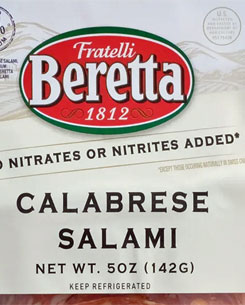 Fratelli
Beretta
1812
NITRATES OR NITRITES ADDED*
CALABRESE
SALAMI
NET WT. 5OZ (142G)
KEEP REFRIGERATED